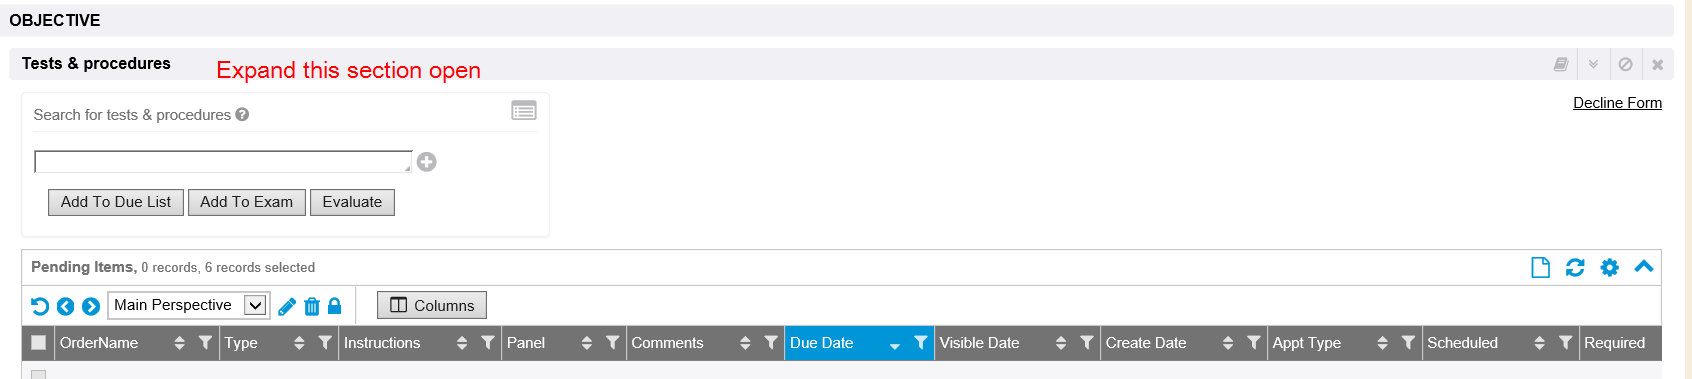 OBJECTIVE
Tests & procedures
Expand this section open
Decline Form
Search for tests & procedures
Add To Due List Add To Exam Evaluate
Pending Items, 0 records, 6 records selected
Main Perspective Columns
OrderName Type Instructions Panel Comments Due Date Visible Date Create Date Appt Type Scheduled Required